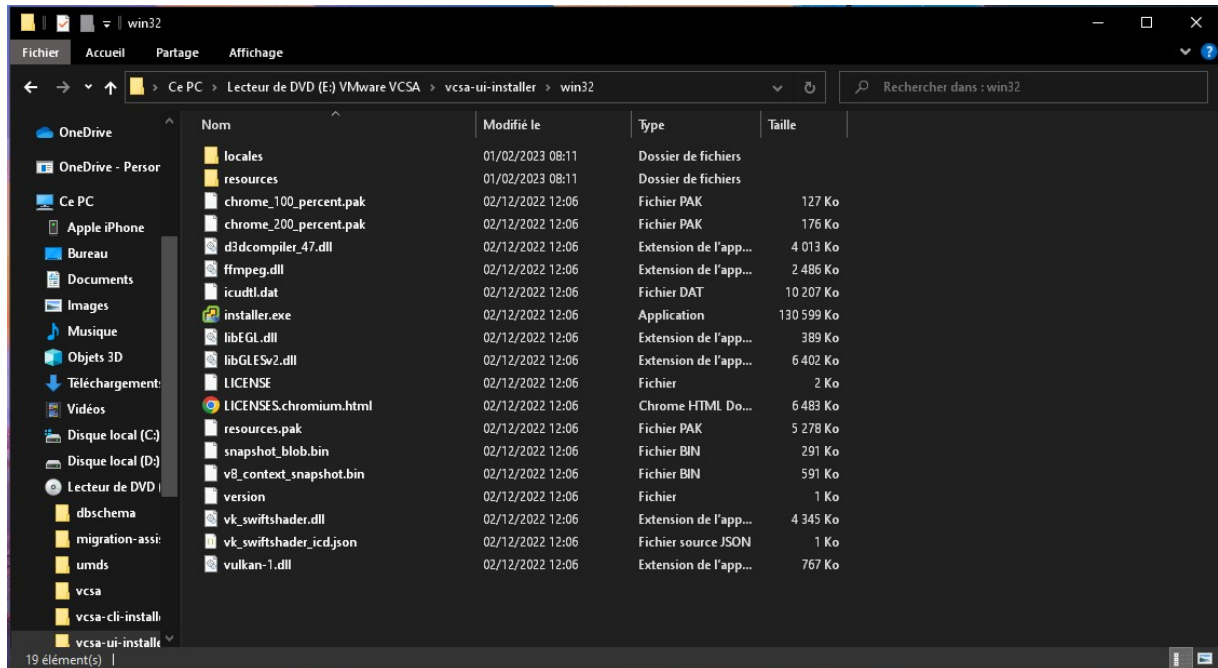 win32
Fichier Accueil Partage Affichage
Ce PC > Lecteur de DVD (E:) VMware VCSA > vcsa-ui-installer > win32
Rechercher dans : win32
OneDrive
OneDrive - Person
Ce PC
Apple iPhone
Bureau
Documents
Images
Musique
Objets 3D
Téléchargements
Vidéos
Disque local (C:)
Disque local (D:)
Lecteur de DVD (
dbschema
migration-assi
umds
vcsa
vcsa-cli-install
vcsa-ui-installe
Nom Modifié le Type Taille
locales 01/02/2023 08:11 Dossier de fichiers
resources 01/02/2023 08:11 Dossier de fichiers
chrome_100_percent.pak 02/12/2022 12:06 Fichier PAK 127 Ko
chrome_200_percent.pak 02/12/2022 12:06 Fichier PAK 176 Ko
d3dcompiler_47.dll 02/12/2022 12:06 Extension de l'app... 4 013 Ko
ffmpeg.dll 02/12/2022 12:06 Extension de l'app... 2 486 Ko
icudtl.dat 02/12/2022 12:06 Fichier DAT 10 207 Ko
installer.exe 02/12/2022 12:06 Application 130 599 Ko
libEGL.dll 02/12/2022 12:06 Extension de l'app... 389 Ko
libGLESv2.dll 02/12/2022 12:06 Extension de l'app... 6 402 Ko
LICENSE 02/12/2022 12:06 Fichier 2 Ko
LICENSES.chromium.html 02/12/2022 12:06 Chrome HTML Do... 6 483 Ko
resources.pak 02/12/2022 12:06 Fichier PAK 5 278 Ko
snapshot_blob.bin 02/12/2022 12:06 Fichier BIN 291 Ko
v8_context_snapshot.bin 02/12/2022 12:06 Fichier BIN 591 Ko
version 02/12/2022 12:06 Fichier 1 Ko
vk_swiftshader.dll 02/12/2022 12:06 Extension de l'app... 4 345 Ko
vk_swiftshader_icd.json 02/12/2022 12:06 Fichier source JSON 1 Ko
vulkan-1.dll 02/12/2022 12:06 Extension de l'app... 767 Ko
19 élément(s)